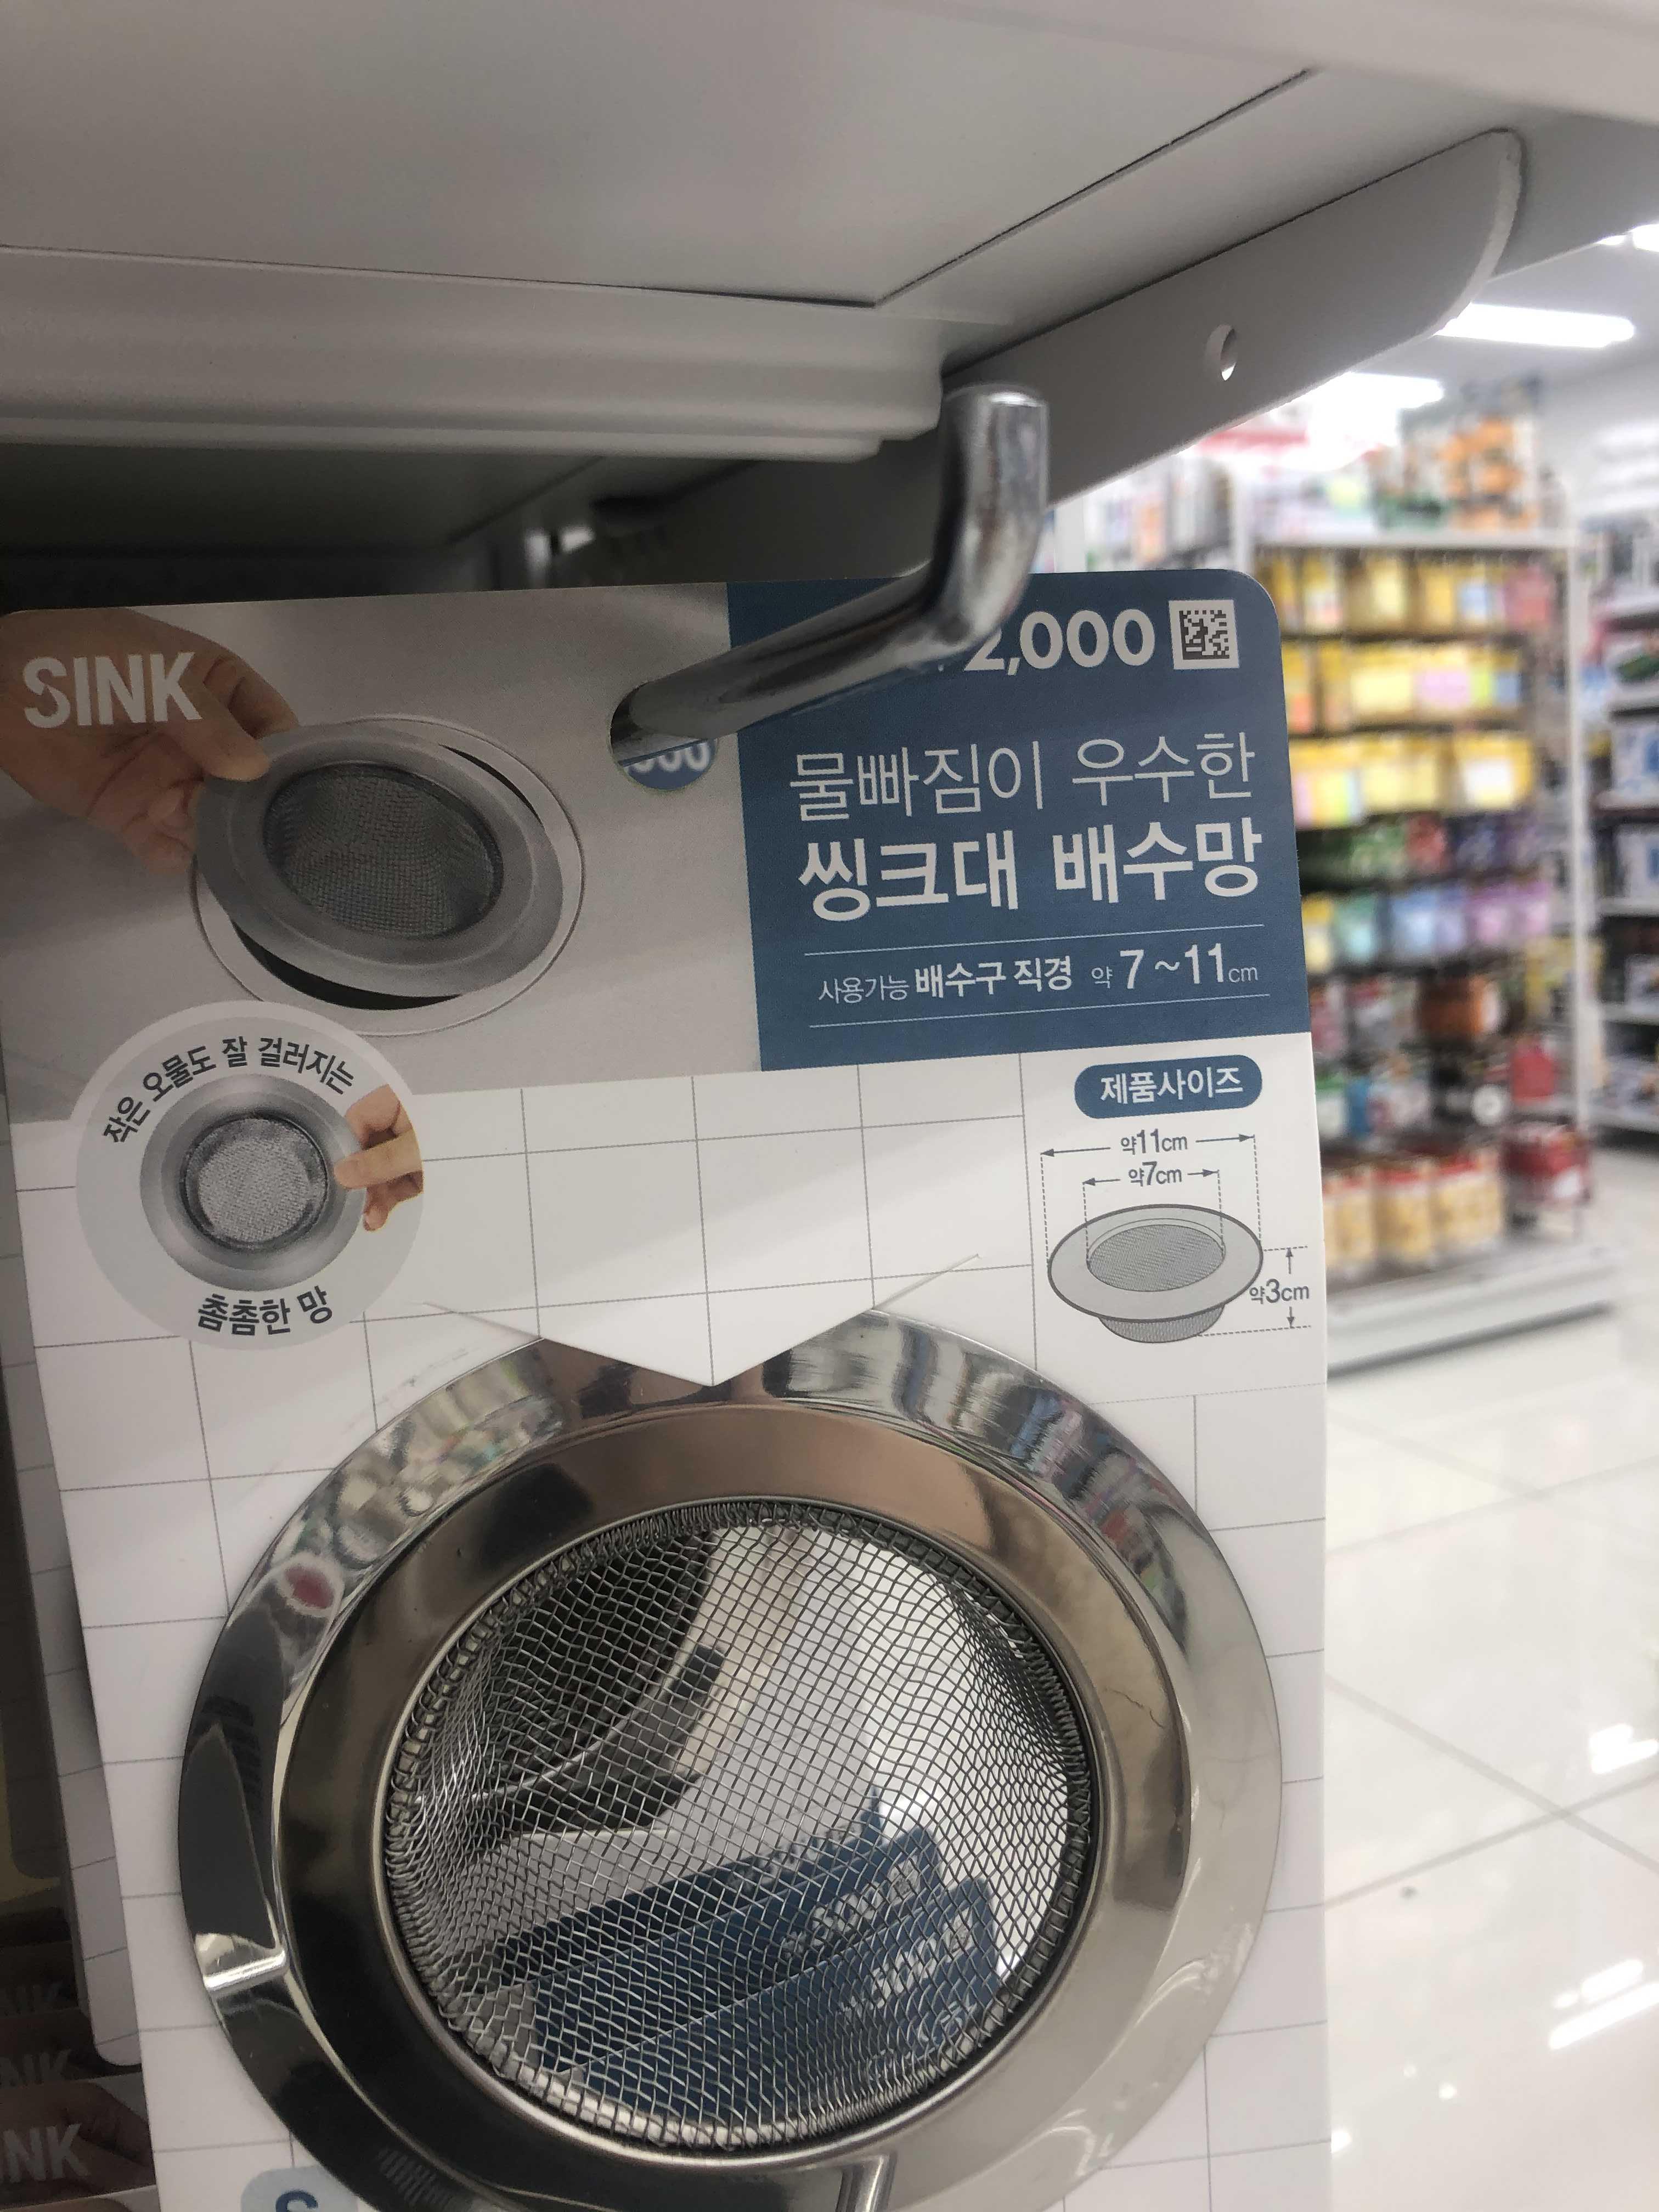 SINK
2,000
물빠짐이 우수한
씽크대 배수망
사용가능 배수구 직경 약 7~11cm
작은 오물도 잘 걸러지는
촘촘한 망
제품사이즈
약11cm
약7cm
약3cm